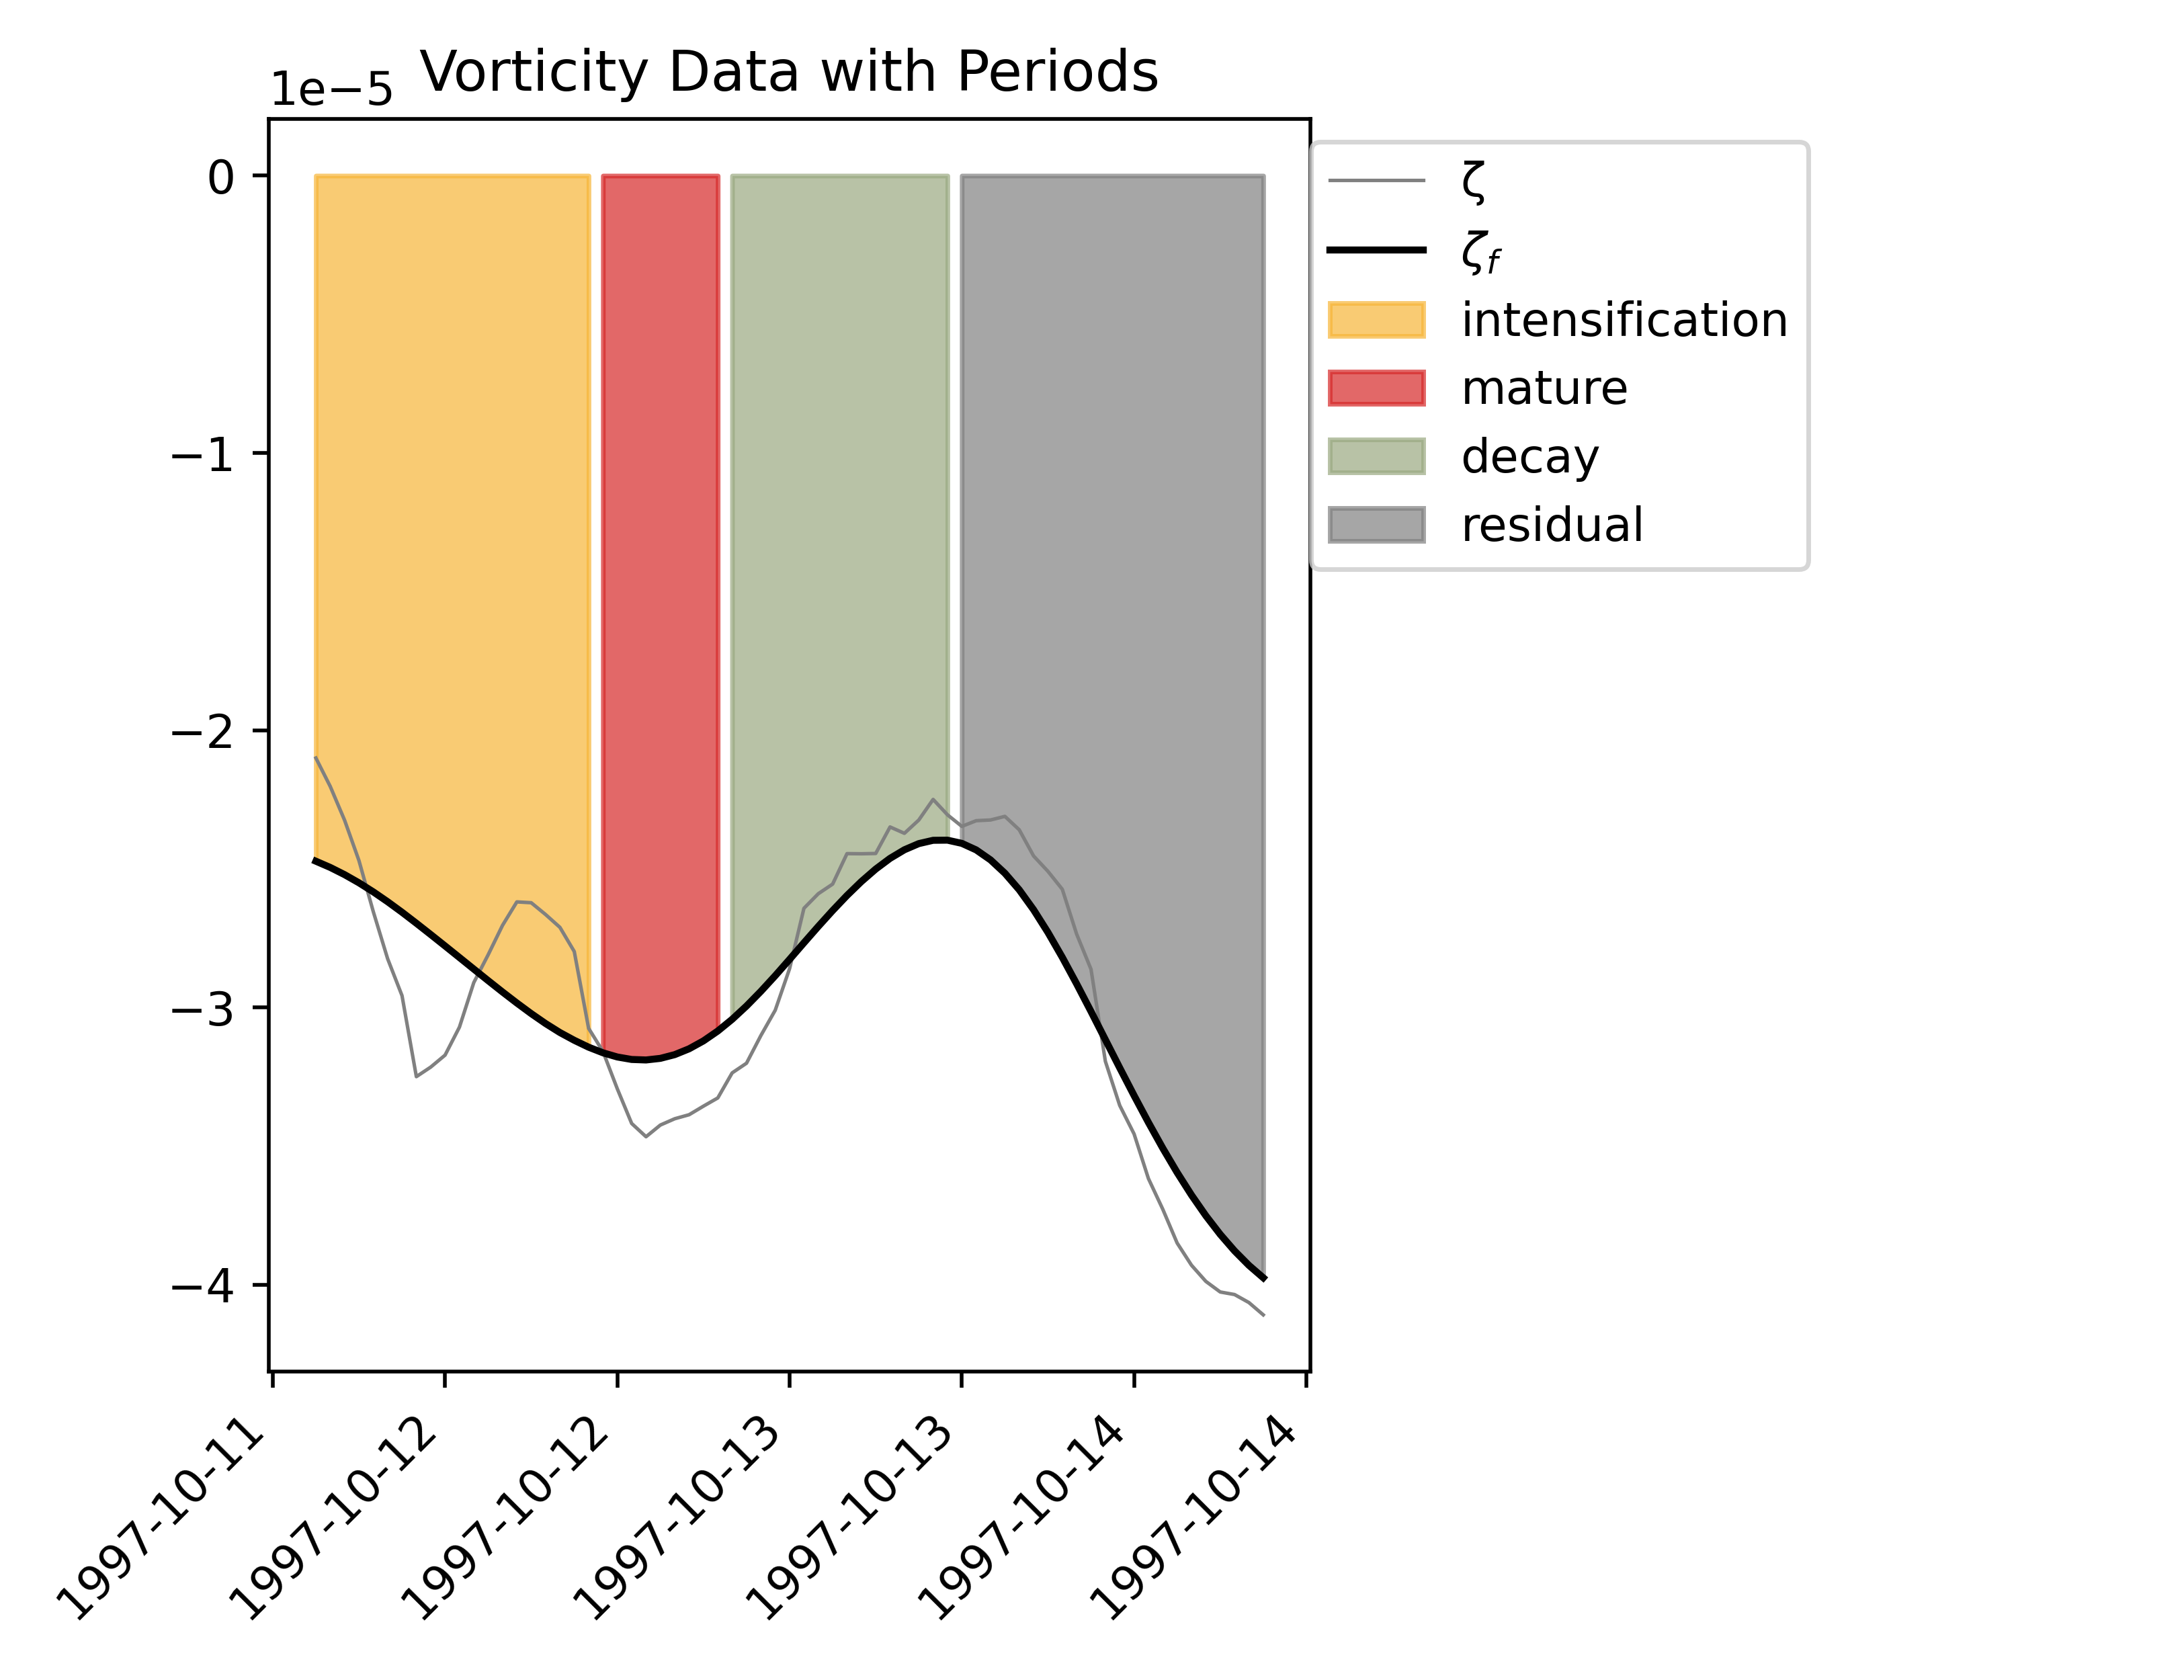 Vorticity Data with Periods
1e−5
0
−1
−2
−3
−4
1997-10-11
1997-10-12
1997-10-12
1997-10-13
1997-10-13
1997-10-14
1997-10-14
ζ
ζf
intensification
mature
decay
residual